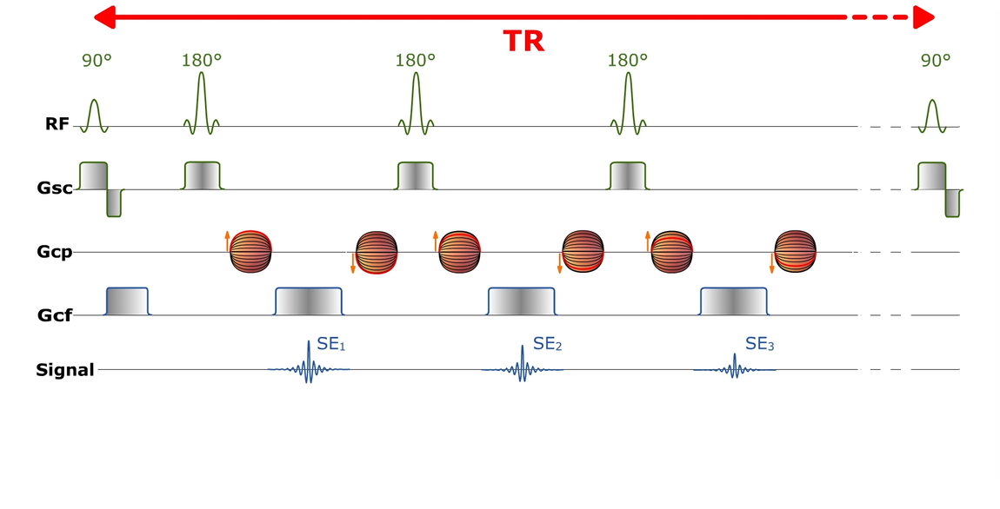 TR
90° 180° 180° 180° 90°
RF
Gsc
Gcp
Gcf
SE₁ SE₂ SE₃
Signal